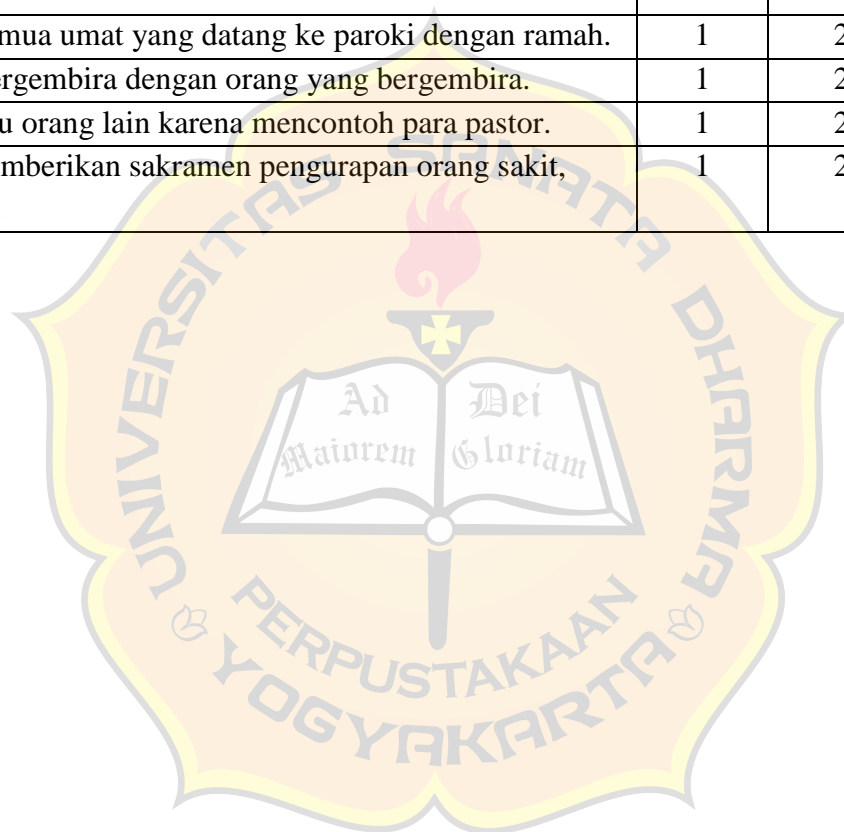 mua umat yang datang ke paroki dengan ramah. 1 2
ergembira dengan orang yang bergembira. 1 2
u orang lain karena mencontoh para pastor. 1 2
mberikan sakramen pengurapan orang sakit, 1 2
UNIVERSITAS SANATA DHARMA
Ad Dei
Maiorem Gloriam
PERPUSTAKAAN
YOGYAKARTA